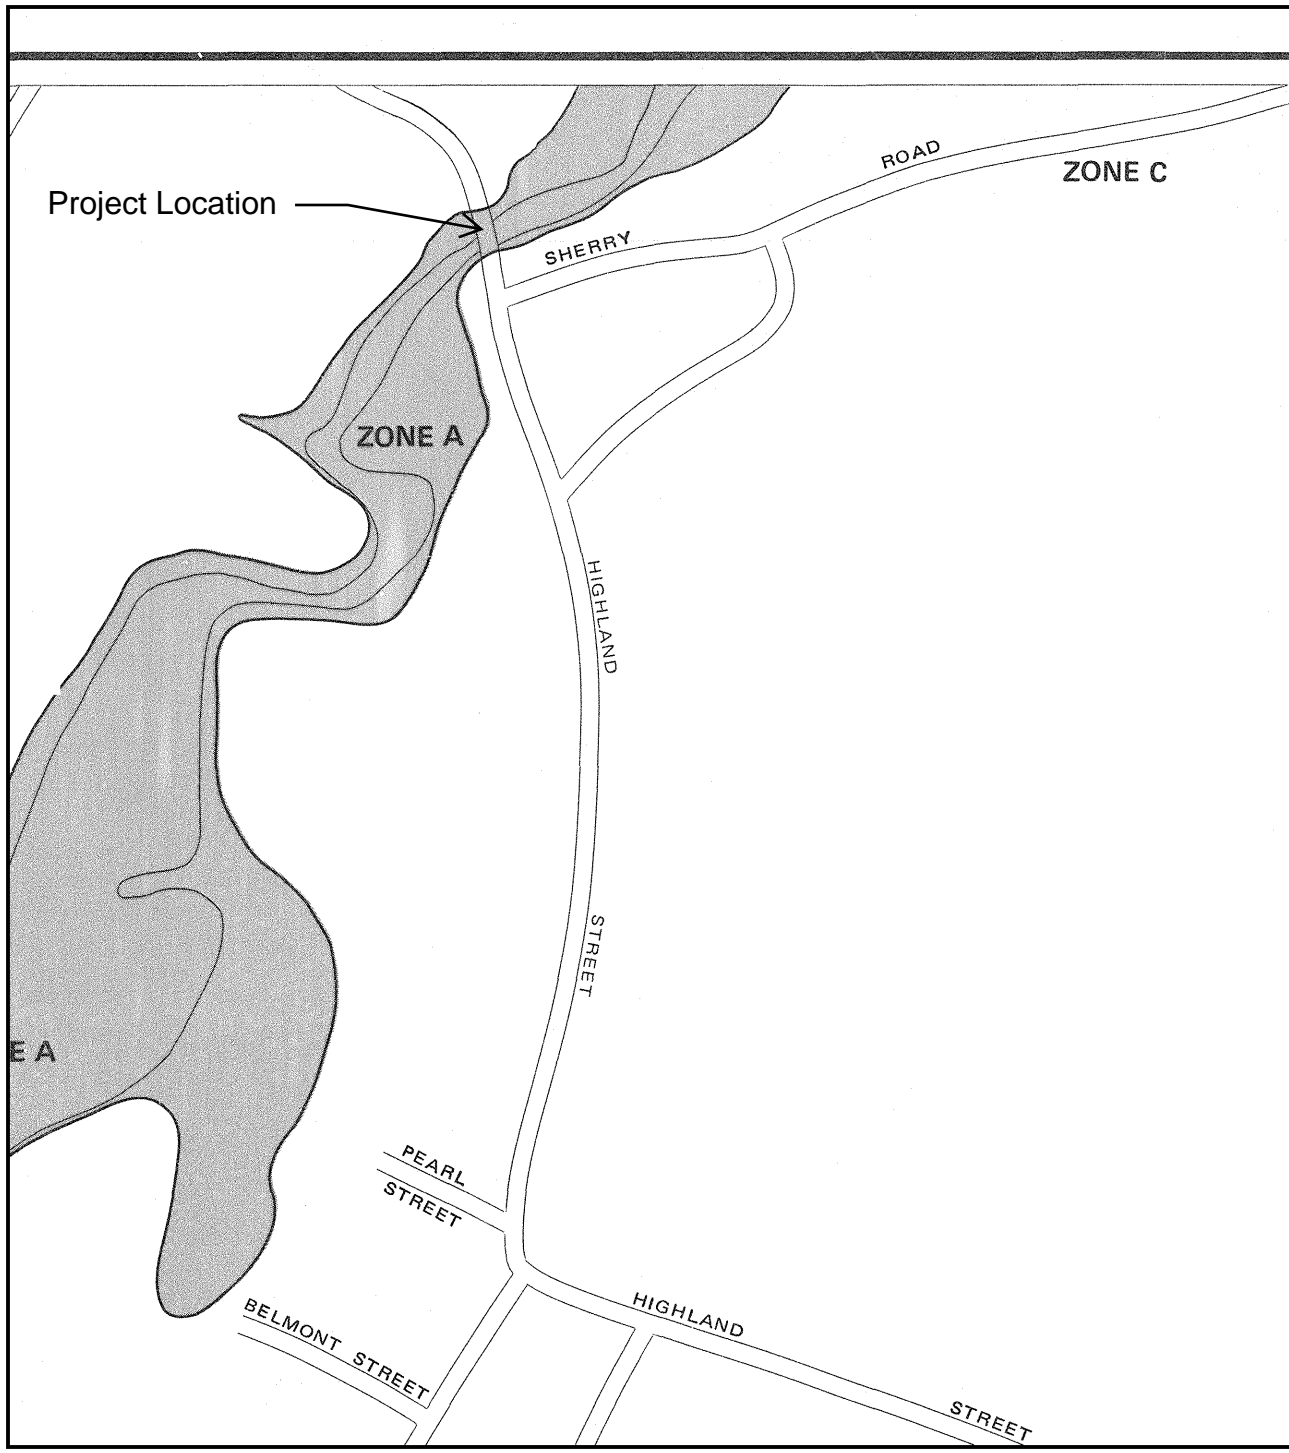 ROAD
ZONE C
Project Location
SHERRY
ZONE A
HIGHLAND
STREET
E A
PEARL
STREET
HIGHLAND
BELMONT STREET
STREET